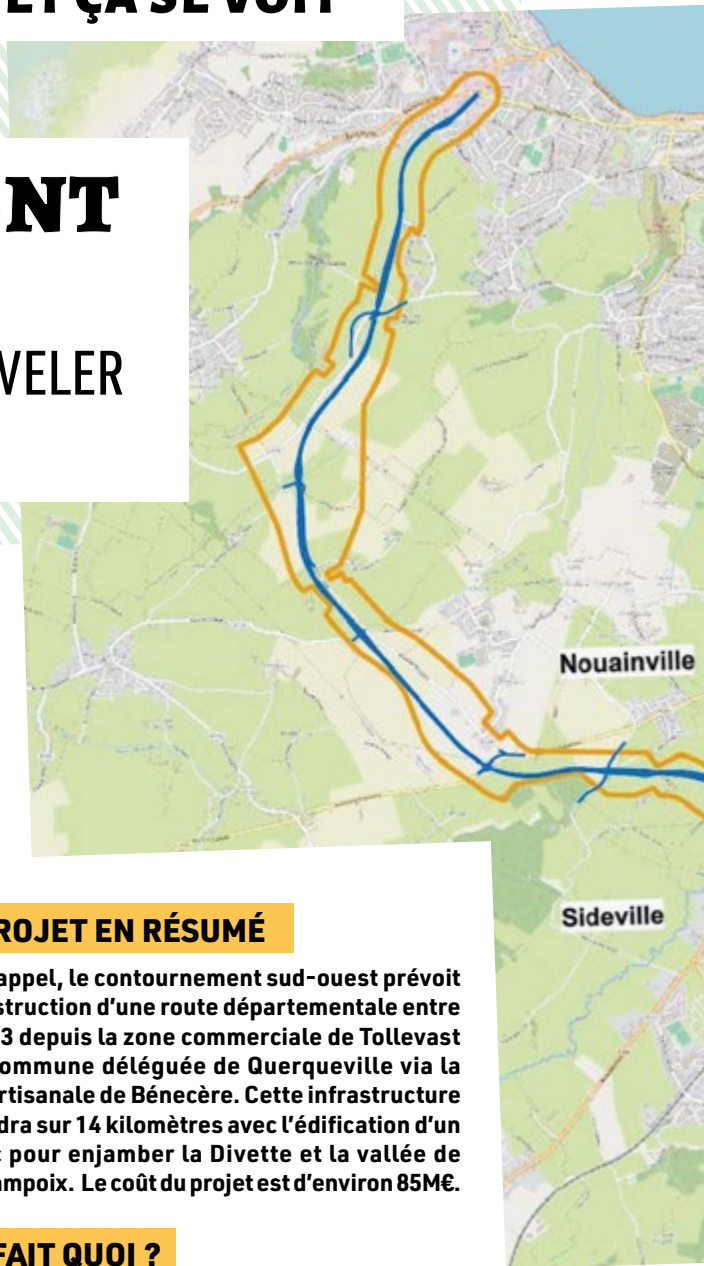 ET ÇA SE VOIT
NT
VELER
Nouainville
Sideville
ROJET EN RÉSUMÉ
appel, le contournement sud-ouest prévoit
struction d’une route départementale entre
3 depuis la zone commerciale de Tollevast
ommune déléguée de Querqueville via la
rtisanale de Bénecère. Cette infrastructure
dra sur 14 kilomètres avec l’édification d’un
pour enjamber la Divette et la vallée de
mpoix. Le coût du projet est d’environ 85M€.
FAIT QUOI ?